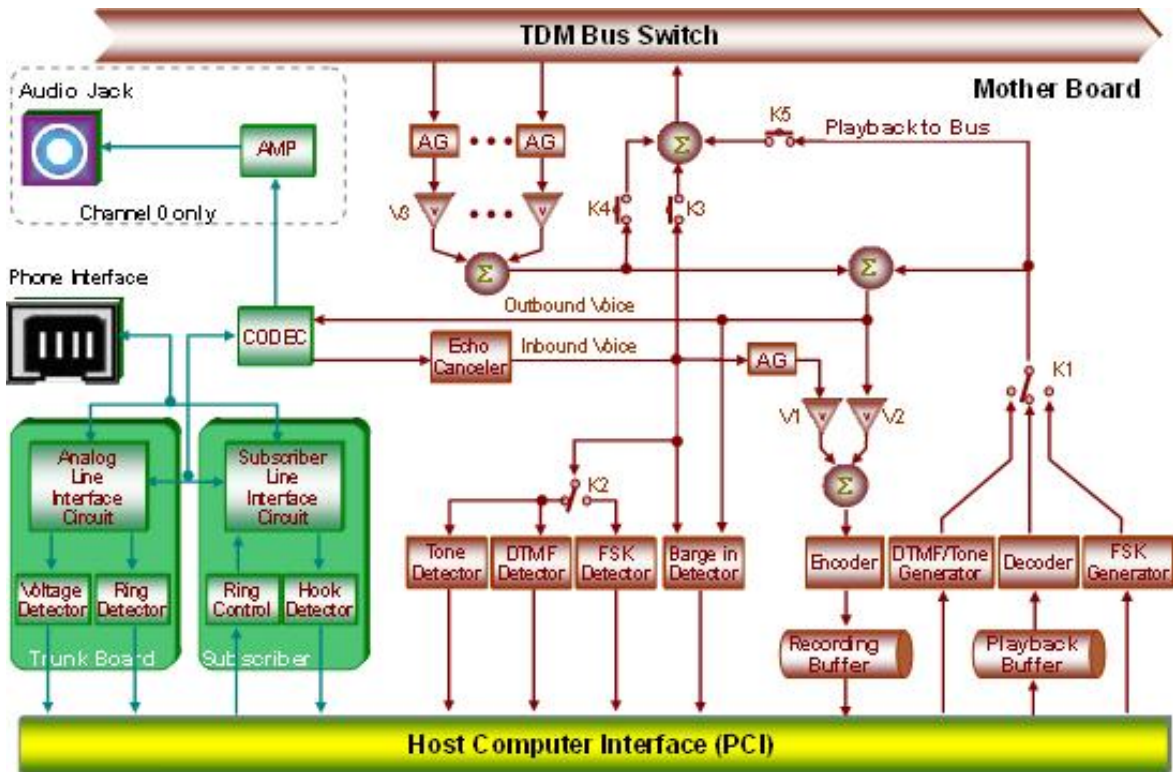 TDM Bus Switch
Mother Board
Audio Jack
AMP
Channel 0 only
AG
AG
K5
Playback to Bus
Σ
V3
v
v
K4
K3
Σ
Σ
Phone Interface
Outbound Voice
CODEC
Echo
Canceler
Inbound Voice
AG
K1
V1
v
v
V2
Σ
Analog
Line
Interface
Circuit
Subscriber
Line
Interface
Circuit
K2
Tone
Detector
DTMF
Detector
FSK
Detector
Barge in
Detector
Encoder
DTMF/Tone
Generator
Decoder
FSK
Generator
Voltage
Detector
Ring
Detector
Ring
Control
Hook
Detector
Trunk Board
Subscriber
Recording
Buffer
Playback
Buffer
Host Computer Interface (PCI)